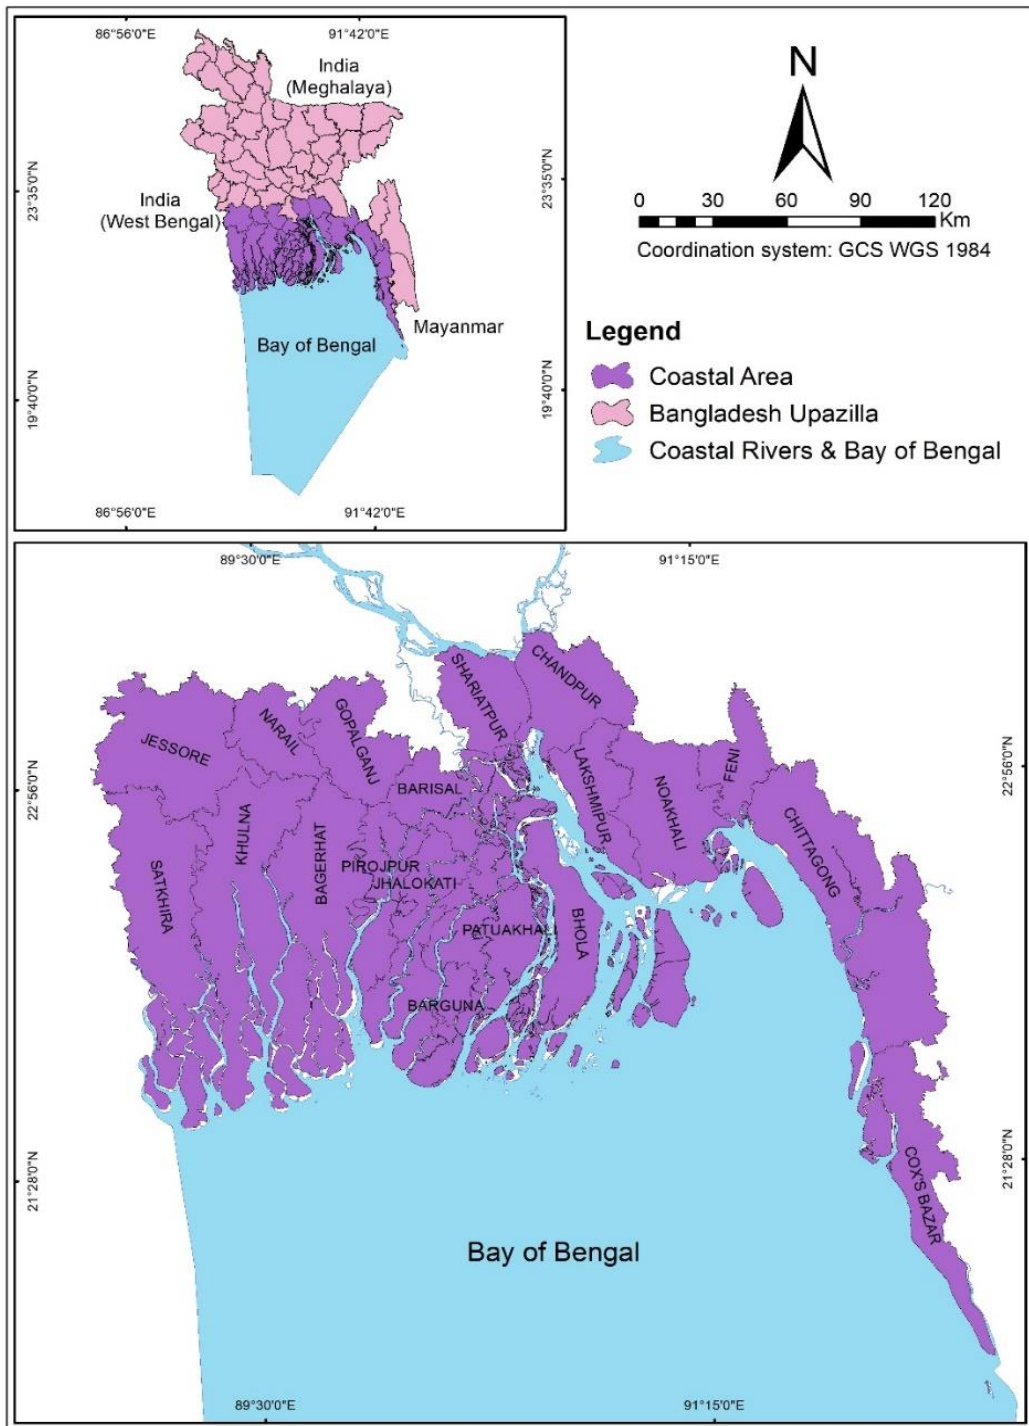 86°56'0"E
91°42'0"E
India
(Meghalaya)
India
(West Bengal)
23°35'0"N
23°35'0"N
19°40'0"N
19°40'0"N
Bay of Bengal
Mayanmar
86°56'0"E
91°42'0"E
N
0 30 60 90 120
Km
Coordination system: GCS WGS 1984
Legend
Coastal Area
Bangladesh Upazilla
Coastal Rivers & Bay of Bengal
89°30'0"E
91°15'0"E
22°56'0"N
22°56'0"N
21°28'0"N
21°28'0"N
JESSORE
NARAIL
GOPALGANJ
SHARIATPUR
CHANDPUR
BARISAL
LAKSHMIPUR
NOAKHALI
FENI
CHITTAGONG
SATKHIRA
KHULNA
BAGERHAT
PIROJPUR
JHALOKATI
PATUAKHALI
BHOLA
BARGUNA
COX'S BAZAR
Bay of Bengal
89°30'0"E
91°15'0"E